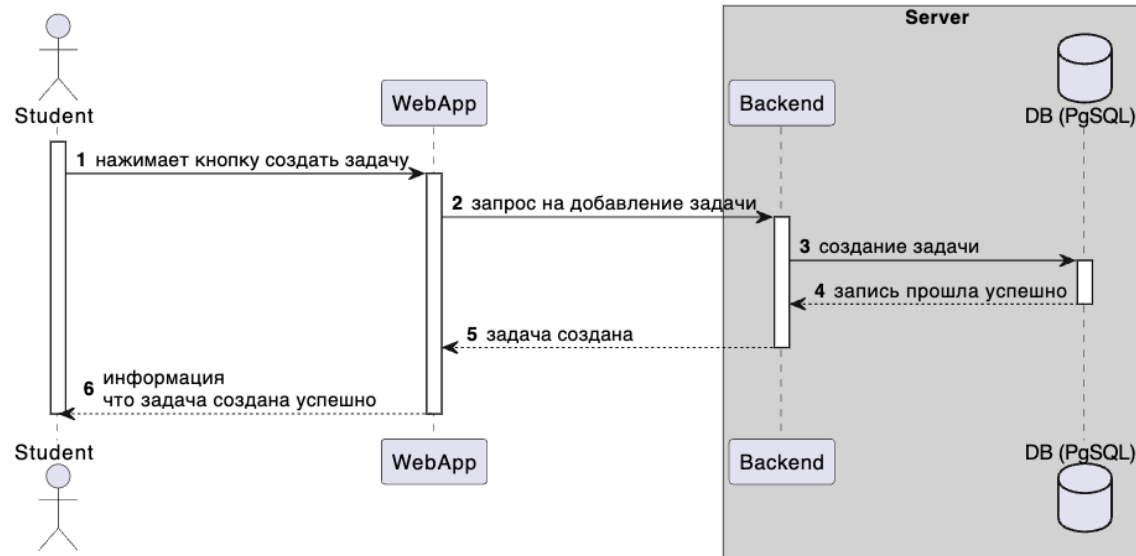 Server
Student
WebApp
Backend
DB (PgSQL)
1 нажимает кнопку создать задачу
2 запрос на добавление задачи
3 создание задачи
4 запись прошла успешно
5 задача создана
6 информация
что задача создана успешно
Student
WebApp
Backend
DB (PgSQL)